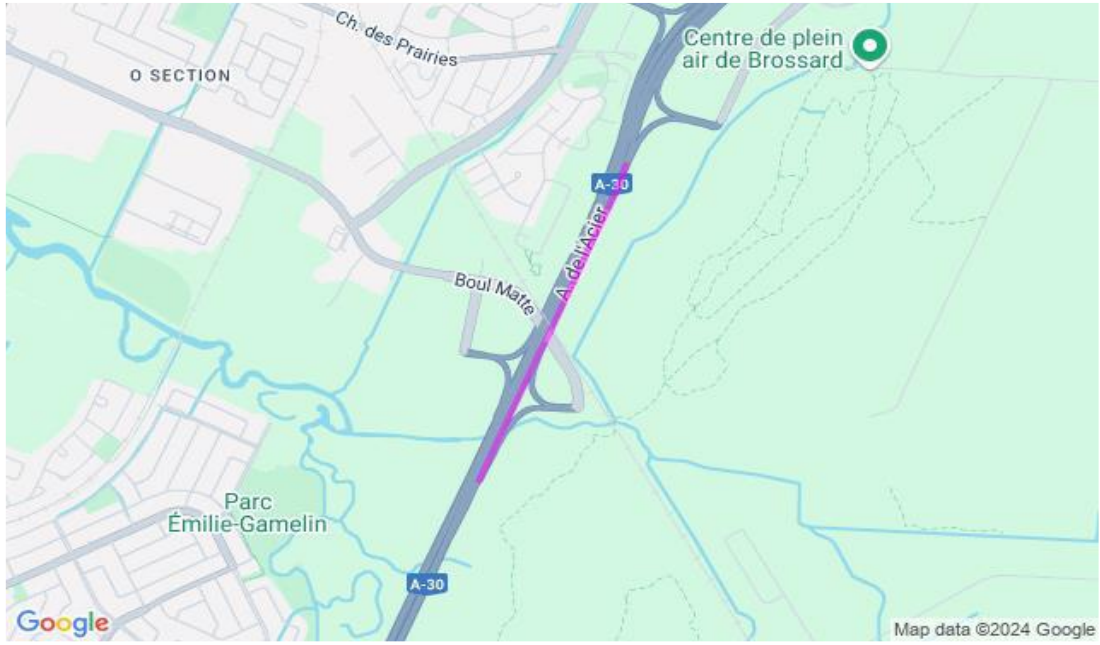 Ch. des Prairies
Centre de plein
air de Brossard
O SECTION
A-30
A. de l'Acier
Boul Matte
Parc
Émilie-Gamelin
A-30
Google
Map data ©2024 Google